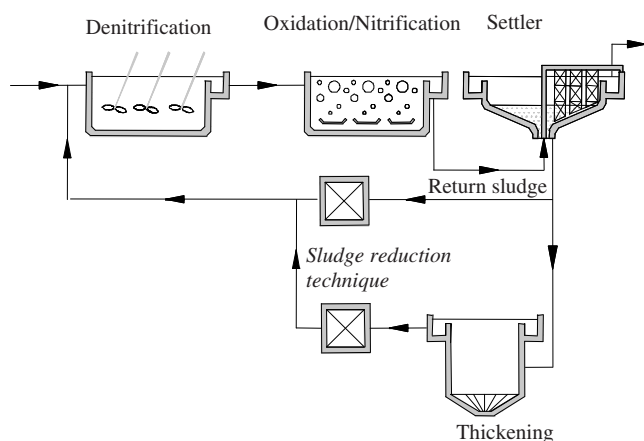 Denitrification
Oxidation/Nitrification
Settler
Return sludge
Sludge reduction
technique
Thickening